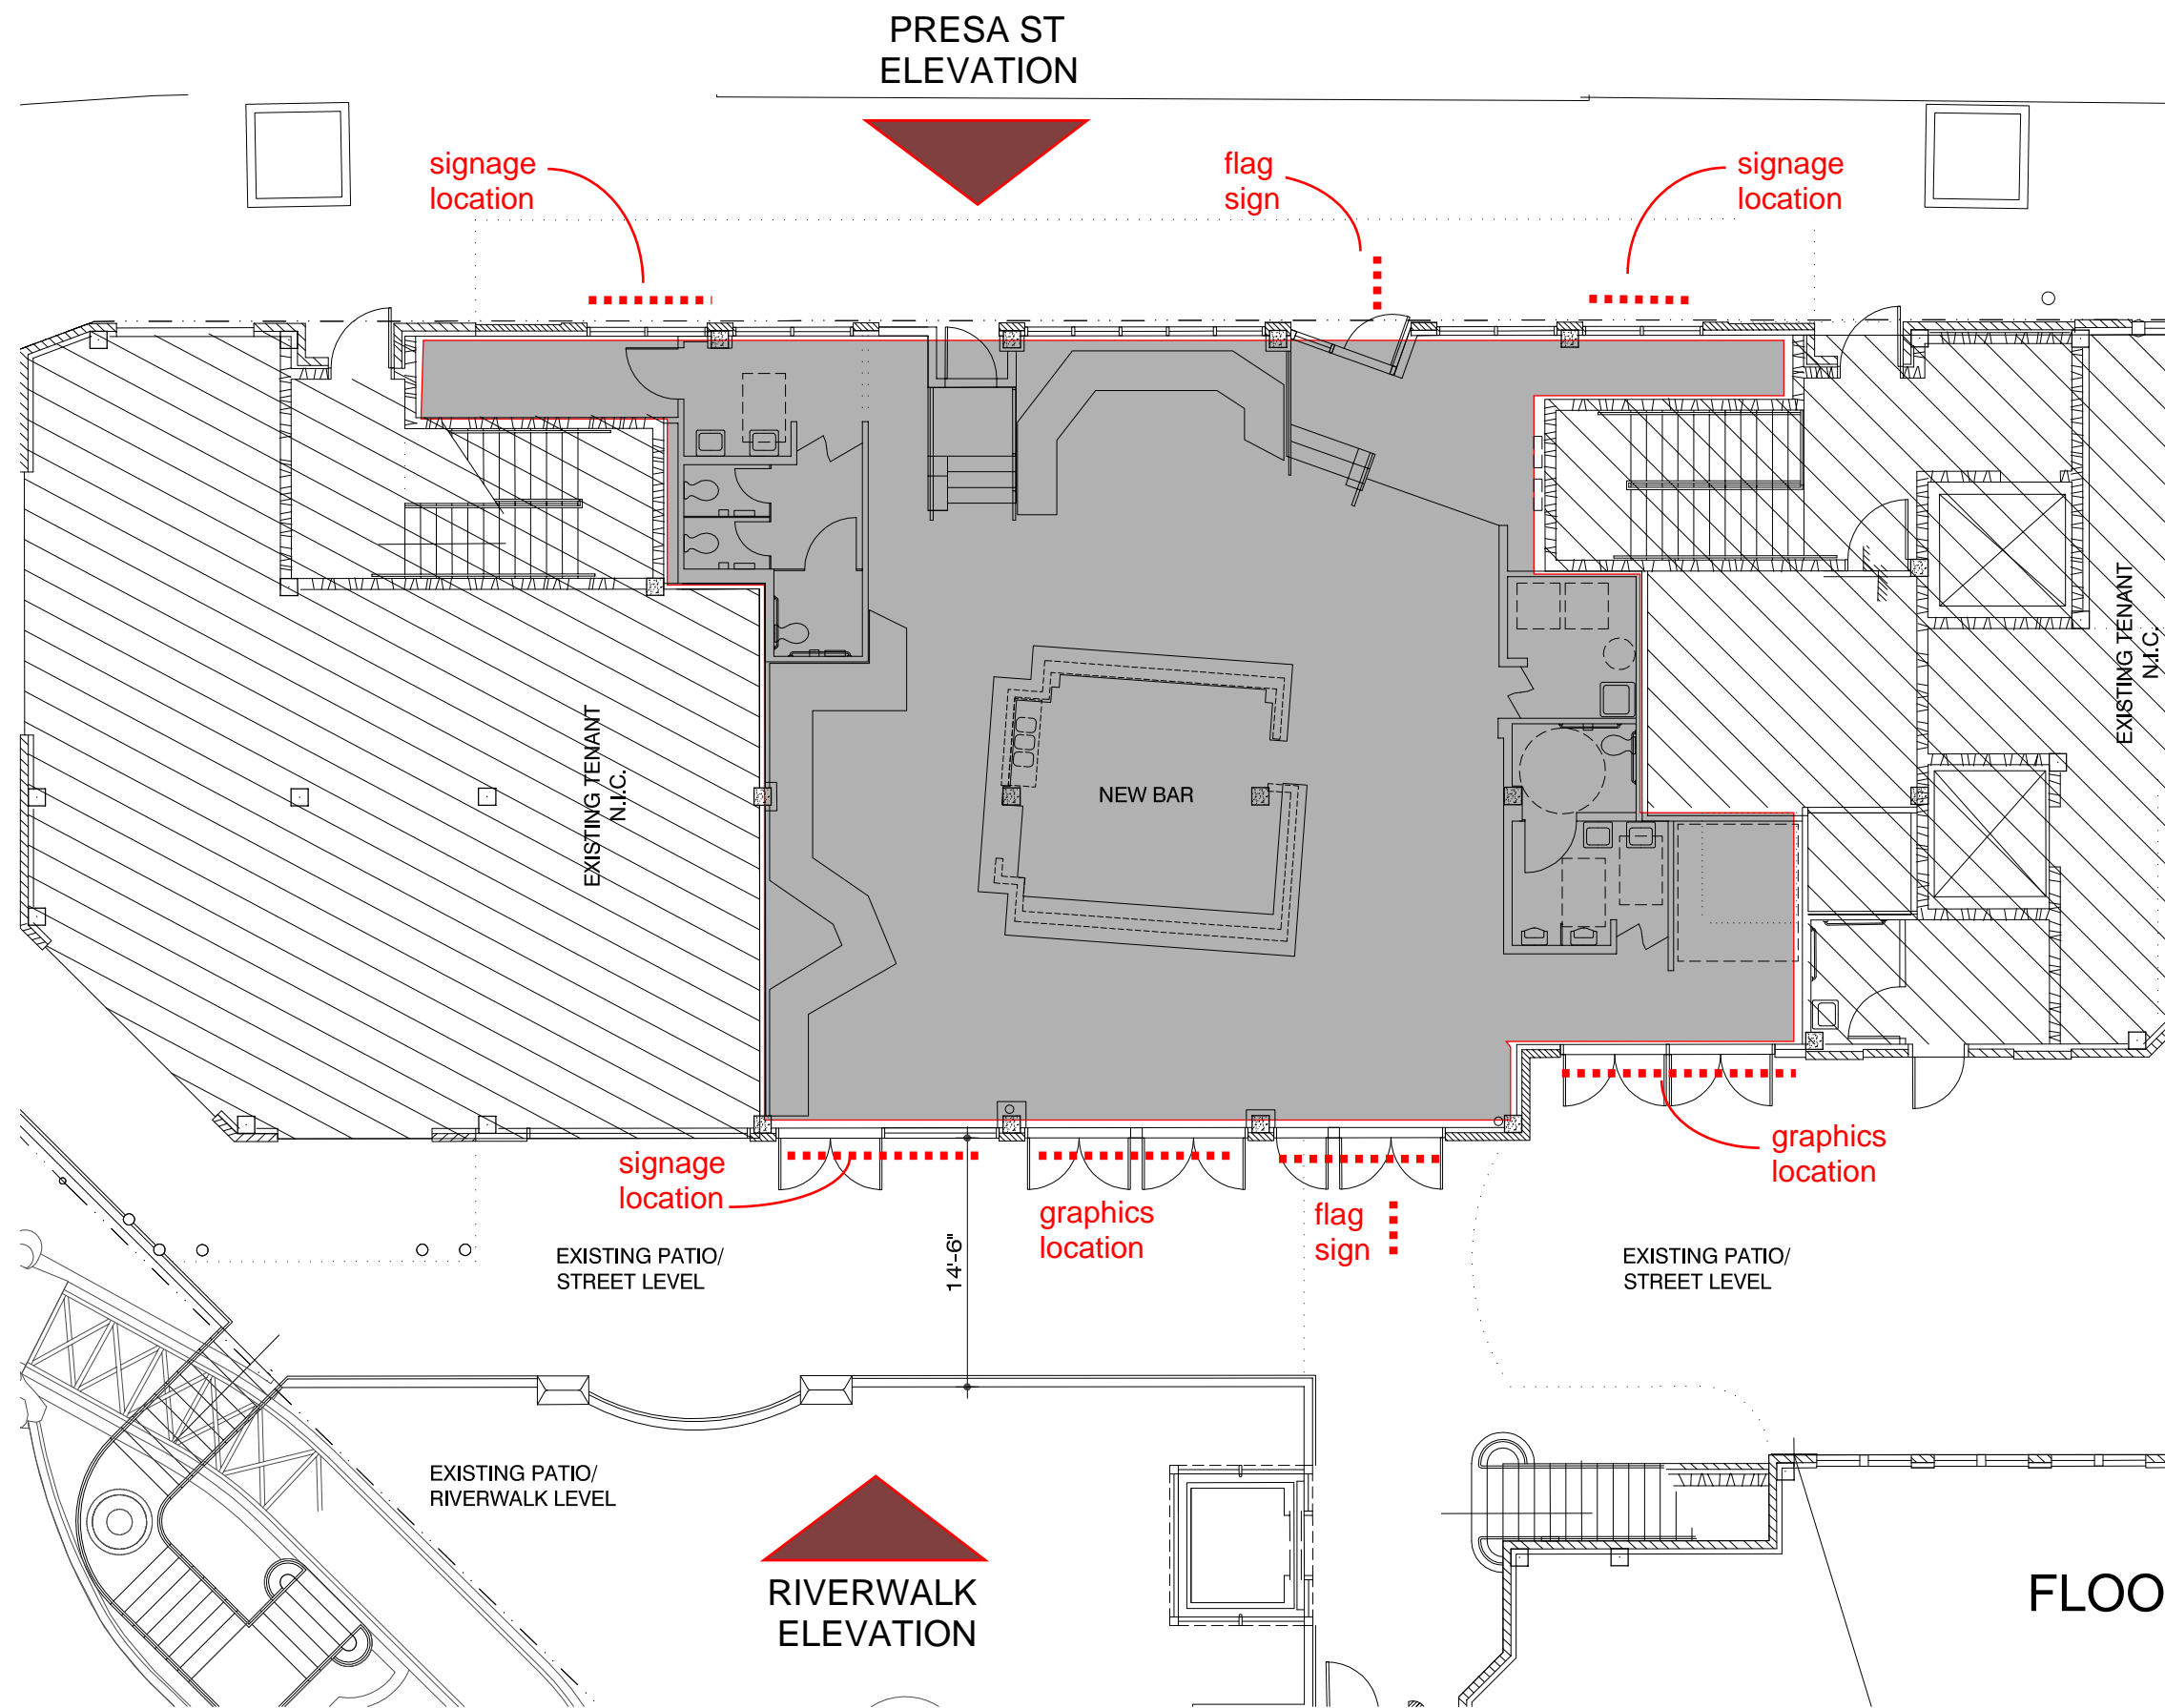 PRESA ST
ELEVATION
signage
location
flag
sign
signage
location
EXISTING TENANT
N.I.C.
EXISTING TENANT
N.I.C.
NEW BAR
signage
location
graphics
location
flag
sign
graphics
location
EXISTING PATIO/
STREET LEVEL
14'-6"
EXISTING PATIO/
STREET LEVEL
EXISTING PATIO/
RIVERWALK LEVEL
RIVERWALK
ELEVATION
FLOO